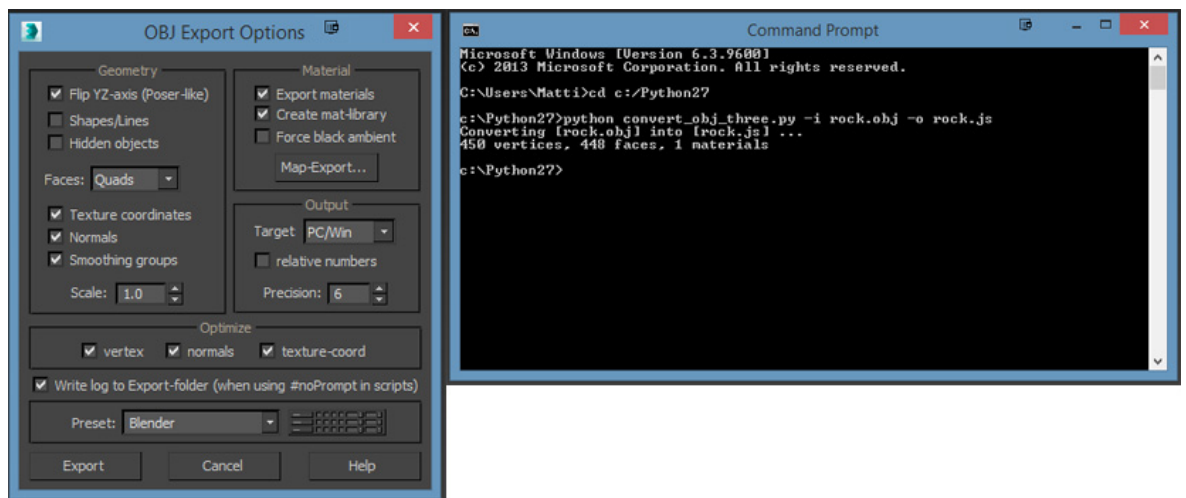 OBJ Export Options
Geometry
Flip YZ-axis (Poser-like)
Shapes/Lines
Hidden objects
Faces: Quads
Texture coordinates
Normals
Smoothing groups
Scale: 1.0
Material
Export materials
Create mat-library
Force black ambient
Map-Export...
Output
Target PC/Win
relative numbers
Precision: 6
Optimize
vertex normals texture-coord
Write log to Export-folder (when using #noPrompt in scripts)
Preset: Blender
Export Cancel Help
C:\
Command Prompt
Microsoft Windows [Version 6.3.9600]
(c) 2013 Microsoft Corporation. All rights reserved.
C:\Users\Matti>cd c:/Python27
c:\Python27>python convert_obj_three.py -i rock.obj -o rock.js
Converting [rock.obj] into [rock.js] ...
450 vertices, 448 faces, 1 materials
c:\Python27>